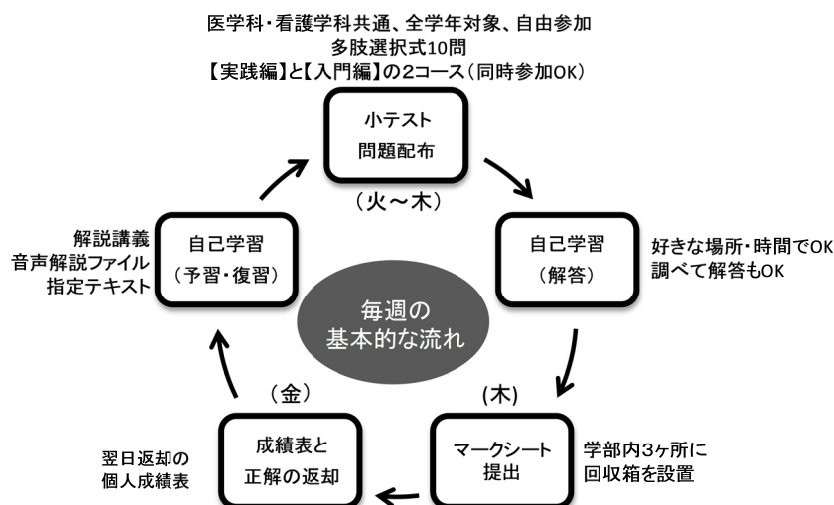 医学科・看護学科共通、全学年対象、自由参加
多肢選択式10問
【実践編】と【入門編】の２コース（同時参加OK）
小テスト
問題配布
（火～木）
自己学習
（解答）
好きな場所・時間でOK
調べて解答もOK
(木)
マークシート
提出
学部内３ヶ所に
回収箱を設置
（金）
成績表と
正解の返却
翌日返却の
個人成績表
自己学習
（予習・復習）
解説講義
音声解説ファイル
指定テキスト
毎週の
基本的な流れ